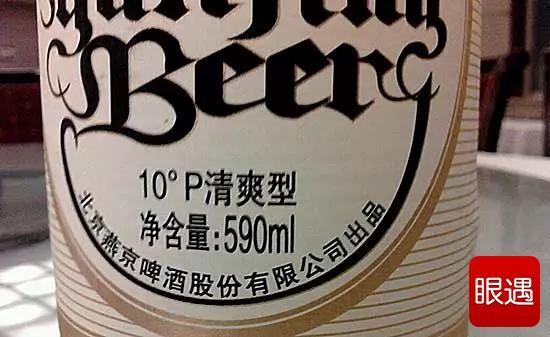 Yanjing
Beer
10°P清爽型
净含量:590ml
北京燕京啤酒股份有限公司出品
眼遇